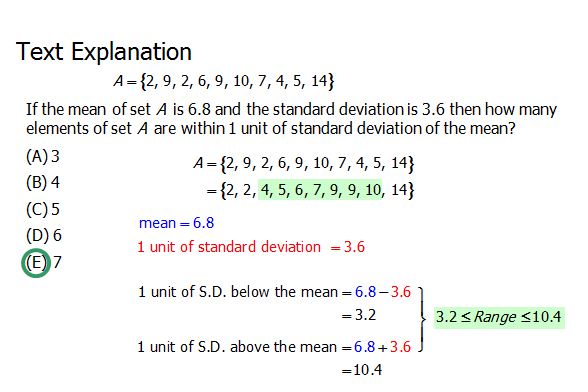 Text Explanation
A = {2, 9, 2, 6, 9, 10, 7, 4, 5, 14}
If the mean of set A is 6.8 and the standard deviation is 3.6 then how many
elements of set A are within 1 unit of standard deviation of the mean?
(A) 3
(B) 4
(C) 5
(D) 6
(E) 7
A = {2, 9, 2, 6, 9, 10, 7, 4, 5, 14}
= {2, 2, 4, 5, 6, 7, 9, 9, 10, 14}
mean = 6.8
1 unit of standard deviation = 3.6
1 unit of S.D. below the mean = 6.8 − 3.6
= 3.2
1 unit of S.D. above the mean = 6.8 + 3.6
= 10.4
3.2 ≤ Range ≤ 10.4